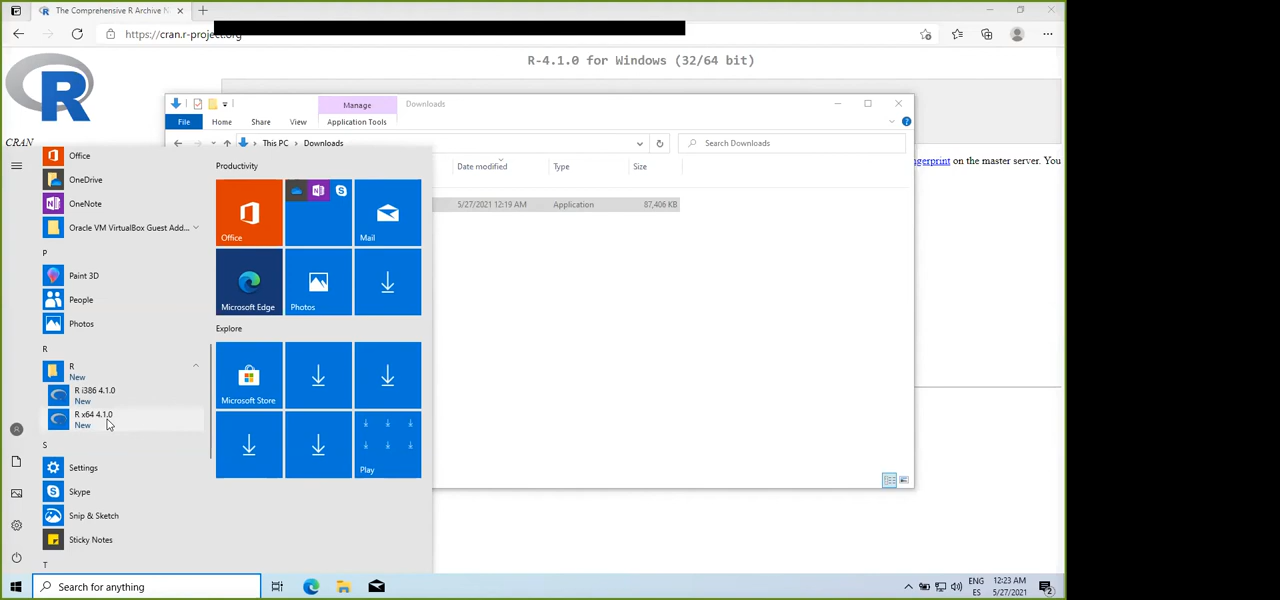 The Comprehensive R Archive N
https://cran.r-project.org
R-4.1.0 for Windows (32/64 bit)
R
CRAN
fingerprint on the master server. You
Manage
Downloads
File
Home
Share
View
Application Tools
This PC > Downloads
Search Downloads
Date modified
Type
Size
5/27/2021 12:19 AM
Application
87,406 KB
Office
OneDrive
OneNote
Oracle VM VirtualBox Guest Add...
P
Paint 3D
People
Photos
R
R
New
R i386 4.1.0
New
R x64 4.1.0
New
S
Settings
Skype
Snip & Sketch
Sticky Notes
T
Productivity
Office
Mail
Microsoft Edge
Photos
Explore
Microsoft Store
Play
Search for anything
ENG
ES
12:23 AM
5/27/2021
2